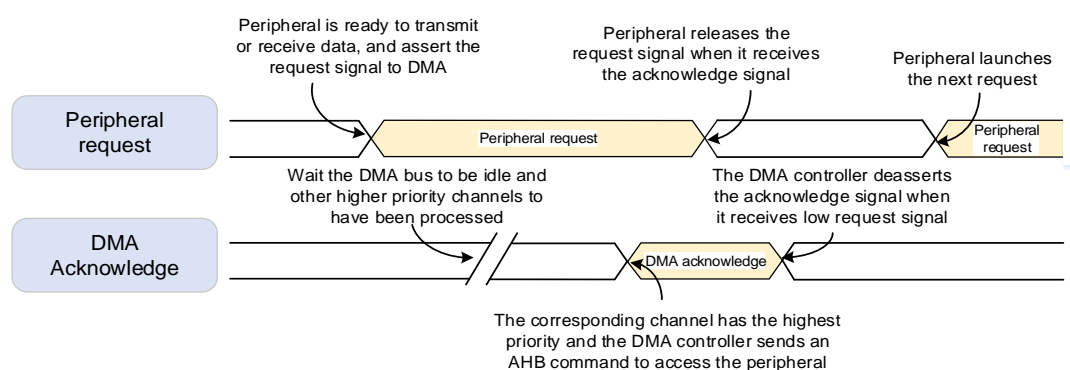 Peripheral is ready to transmit
or receive data, and assert the
request signal to DMA
Peripheral releases the
request signal when it receives
the acknowledge signal
Peripheral launches
the next request
Peripheral
request
Peripheral request
Peripheral
request
Wait the DMA bus to be idle and
other higher priority channels to
have been processed
The DMA controller deasserts
the acknowledge signal when
it receives low request signal
DMA
Acknowledge
DMA acknowledge
The corresponding channel has the highest
priority and the DMA controller sends an
AHB command to access the peripheral